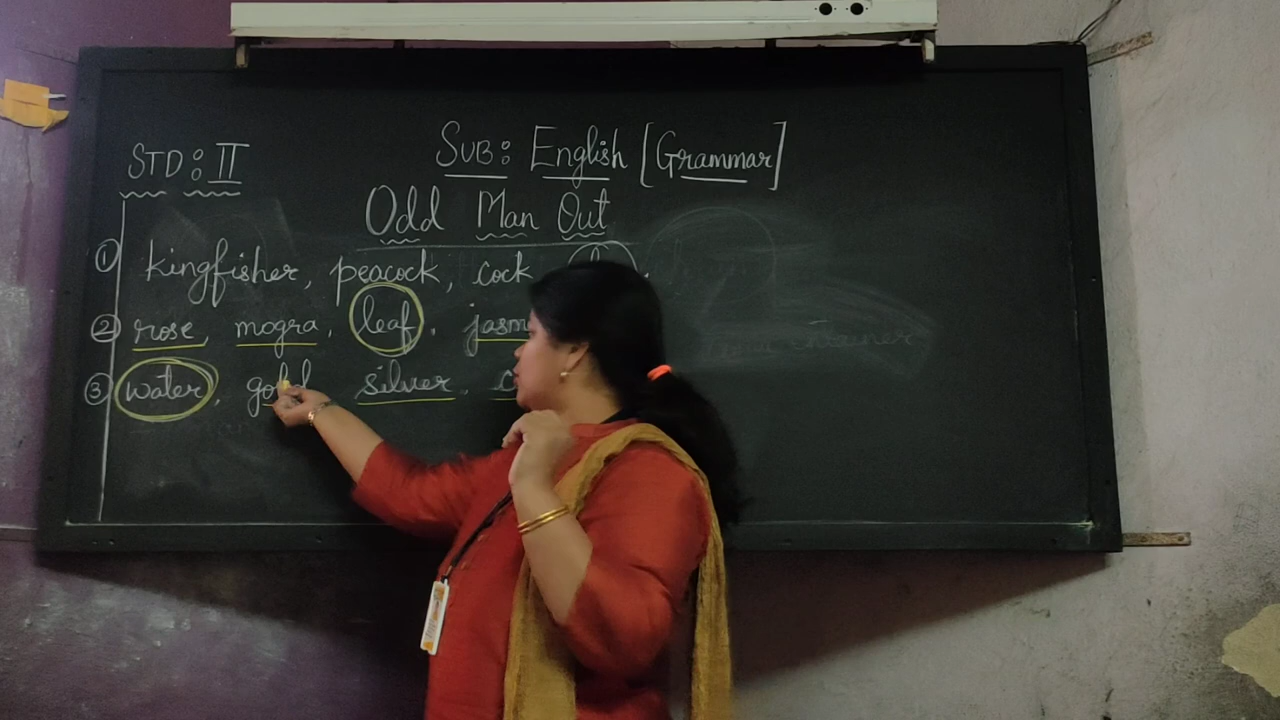 STD: II
SUB: English [Grammar]
Odd Man Out
① kingfisher, peacock, cock
② rose, mogra, leaf,
③ water, gold silver,